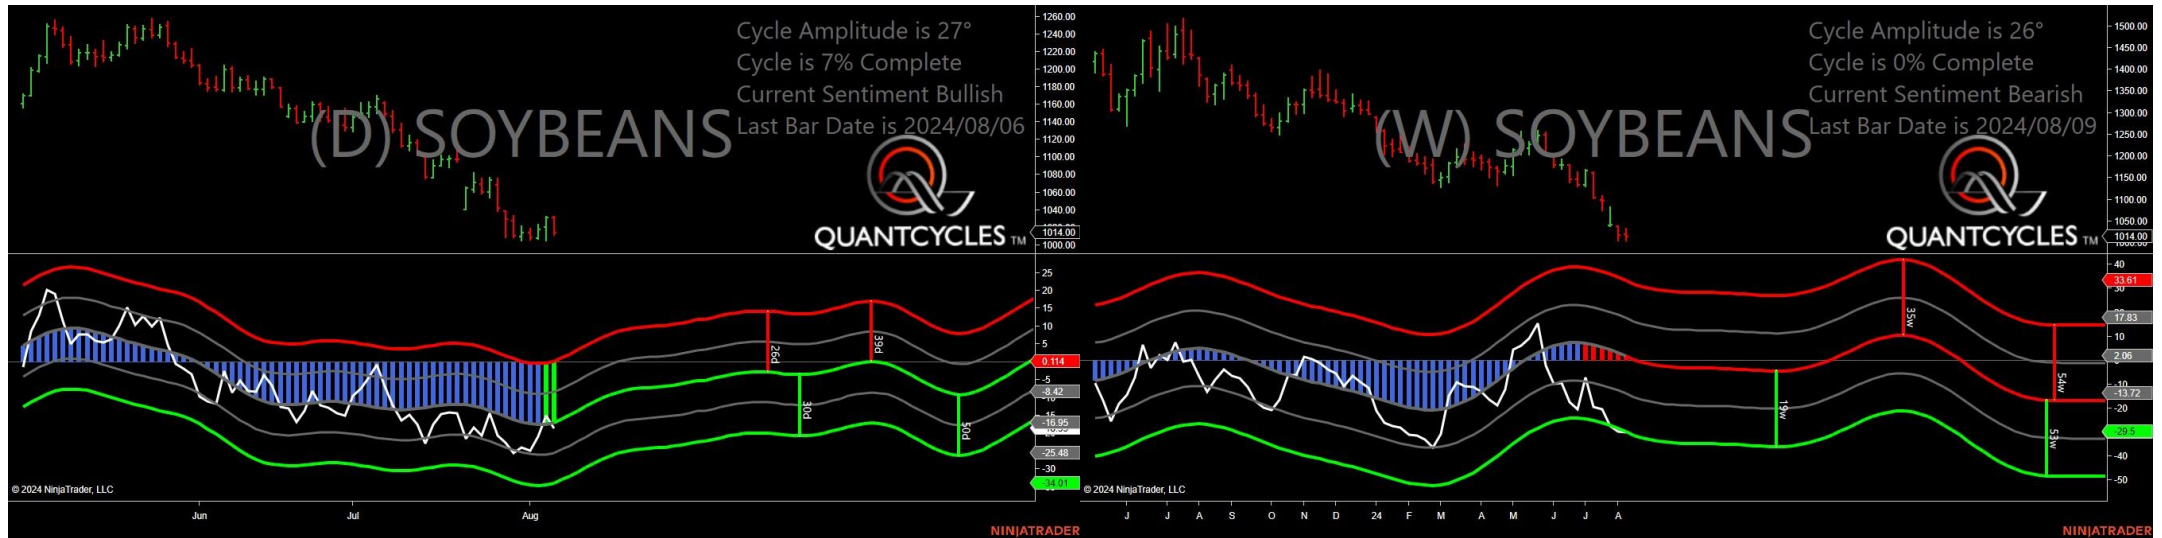 Cycle Amplitude is 27°
Cycle is 7% Complete
Current Sentiment Bullish
Last Bar Date is 2024/08/06
(D) SOYBEANS
QUANTCYCLES TM
1260.00
1240.00
1220.00
1200.00
1180.00
1160.00
1140.00
1120.00
1100.00
1080.00
1060.00
1040.00
1014.00
1000.00
25
20
15
10
5
0.114
-5
-8.42
-15
-16.95
-25.48
-30
-34.01
26d
30d
39d
50d
© 2024 NinjaTrader, LLC
Jun
Jul
Aug
NINJATRADER
Cycle Amplitude is 26°
Cycle is 0% Complete
Current Sentiment Bearish
Last Bar Date is 2024/08/09
(W) SOYBEANS
QUANTCYCLES TM
1500.00
1450.00
1400.00
1350.00
1300.00
1250.00
1200.00
1150.00
1100.00
1050.00
1014.00
40
33.61
30
17.83
10
2.06
-10
-13.72
-20
-29.5
-40
-50
19w
35w
53w
54w
© 2024 NinjaTrader, LLC
J
J
A
S
O
N
D
24
F
M
A
M
J
J
A
NINJATRADER